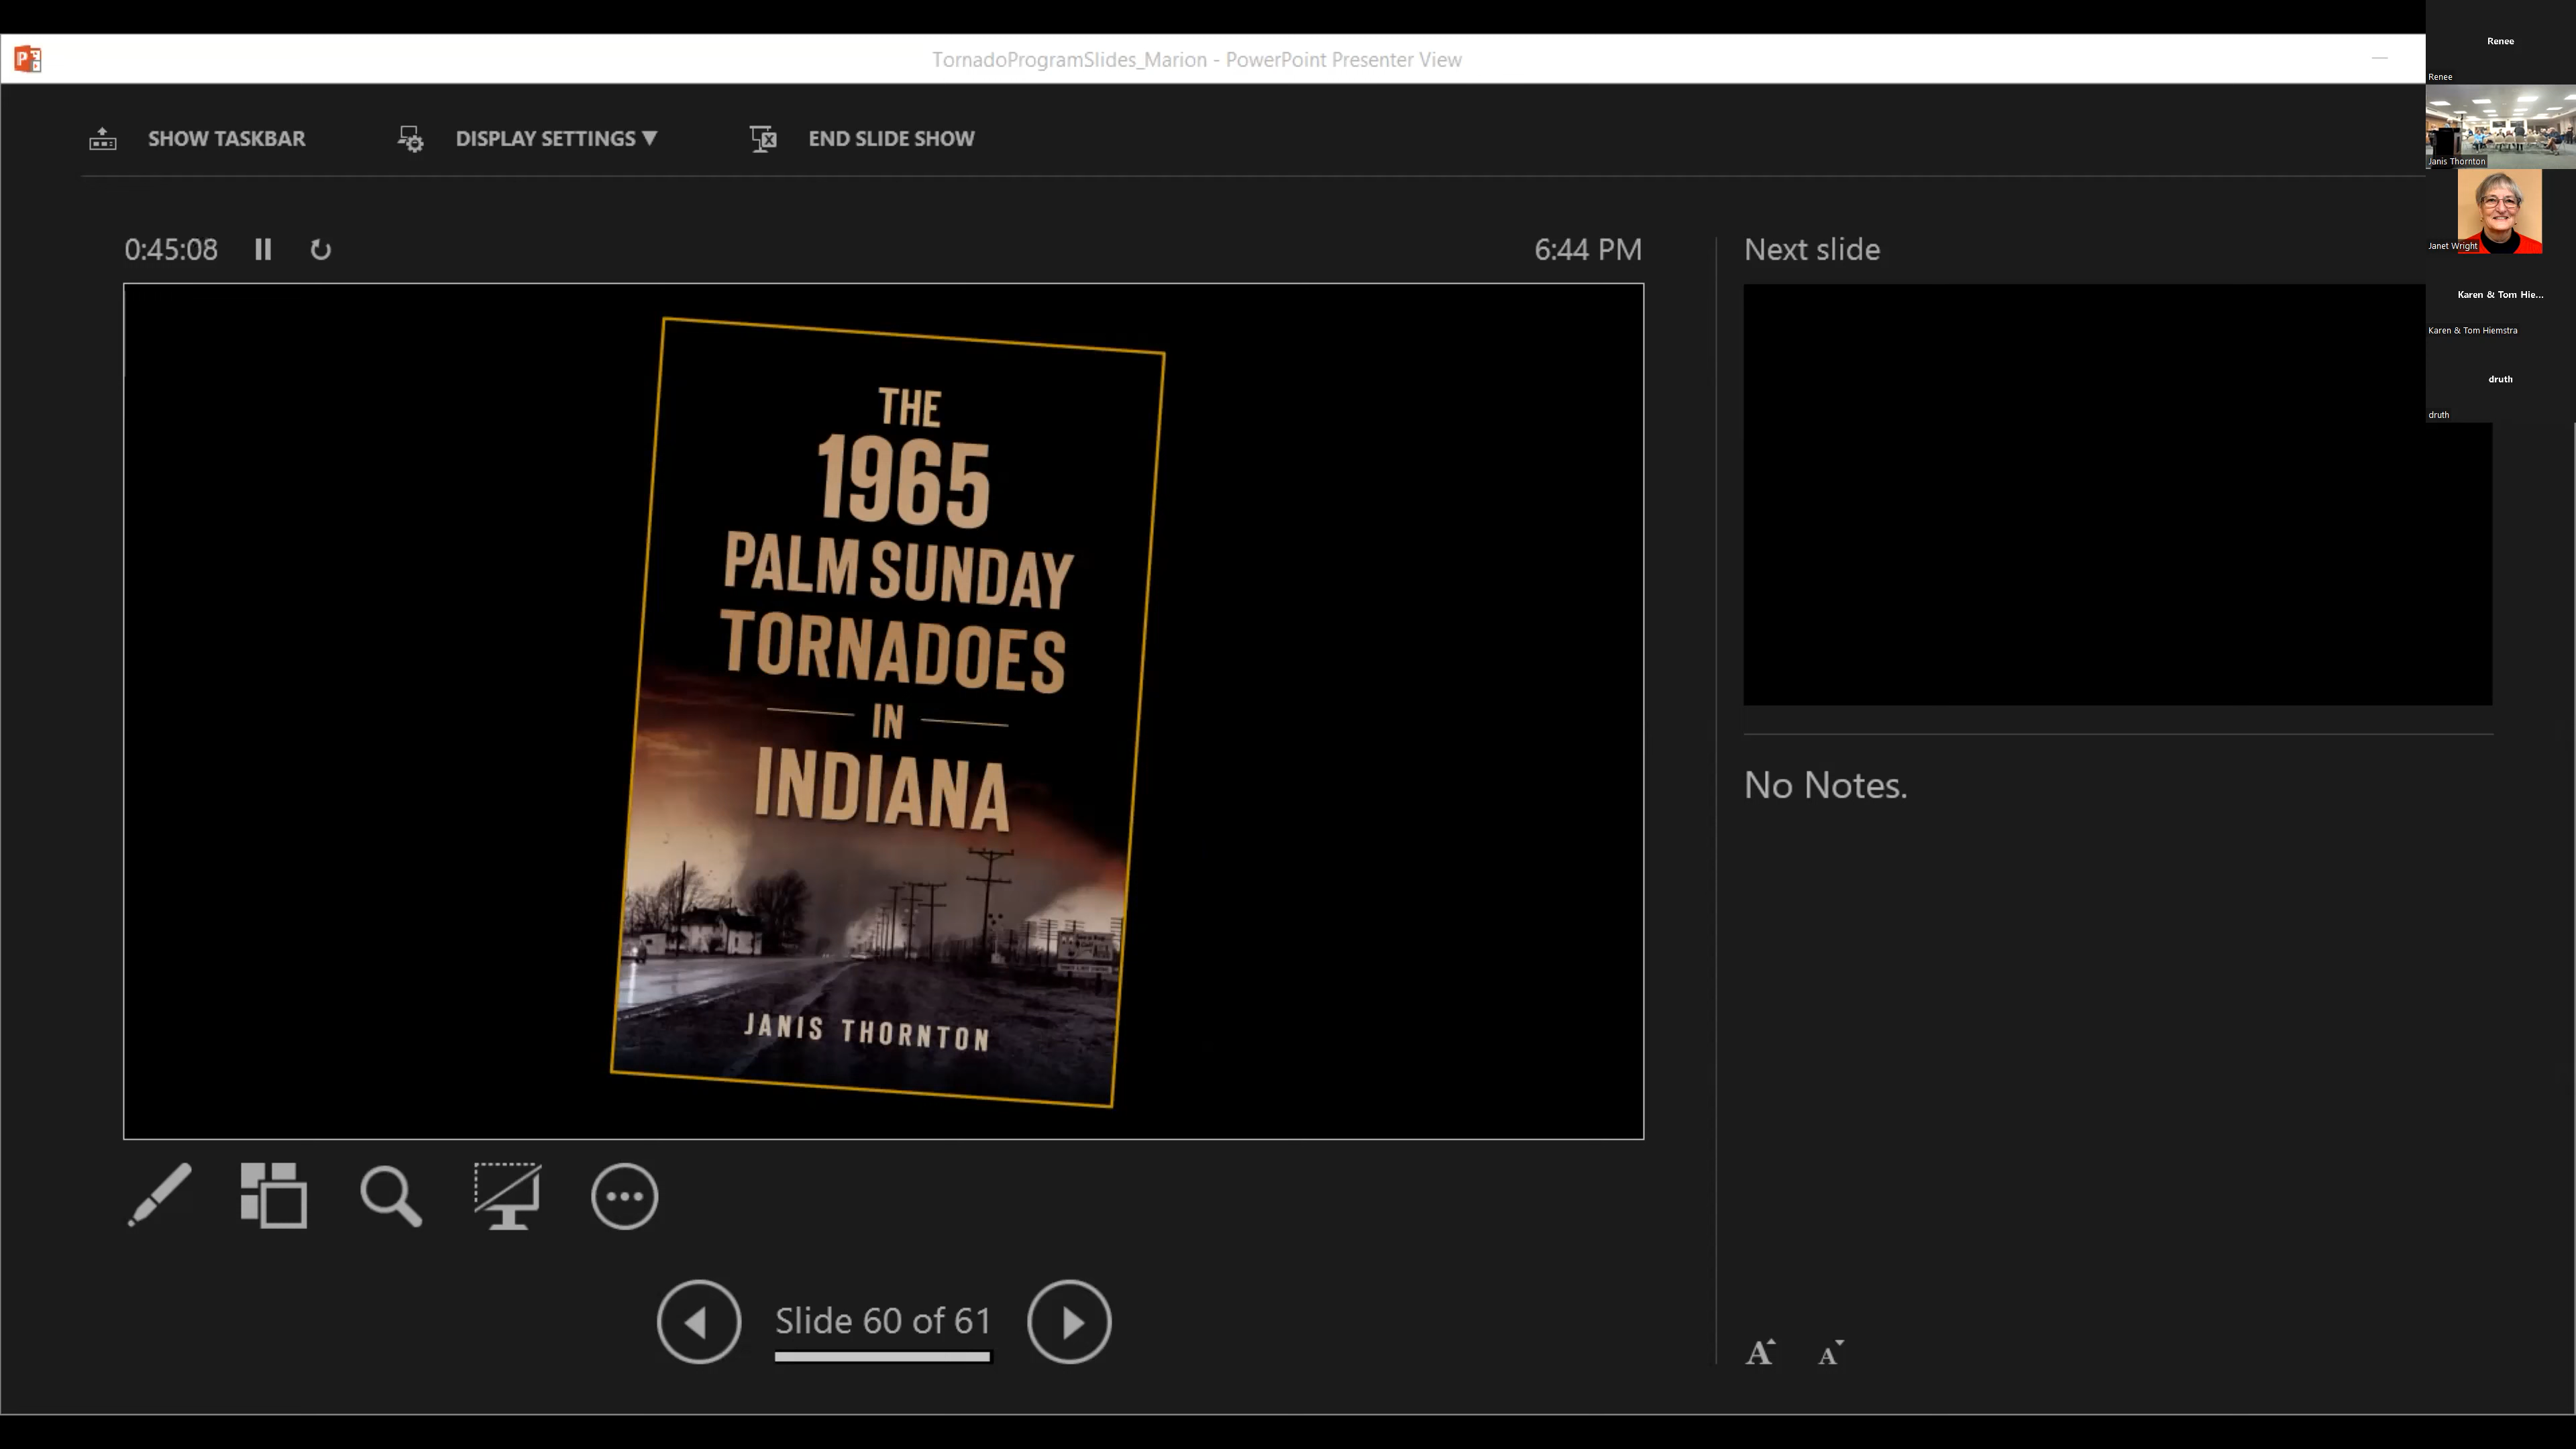 TornadoProgramSlides_Marion - PowerPoint Presenter View
SHOW TASKBAR
DISPLAY SETTINGS ▼
END SLIDE SHOW
0:45:08
6:44 PM
THE
1965
PALM SUNDAY
TORNADOES
IN
INDIANA
JANIS THORNTON
Slide 60 of 61
Next slide
No Notes.
A
A
Renee
Renee
Janis Thornton
Janet Wright
Karen & Tom Hie...
Karen & Tom Hiemstra
druth
druth